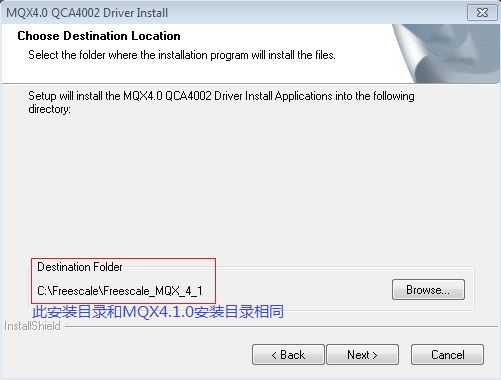 MQX4.0 QCA4002 Driver Install
Choose Destination Location
Select the folder where the installation program will install the files.
Setup will install the MQX4.0 QCA4002 Driver Install Applications into the following
directory:
Destination Folder
C:\Freescale\Freescale_MQX_4_1
Browse...
此安装目录和MQX4.1.0安装目录相同
InstallShield
< Back
Next >
Cancel